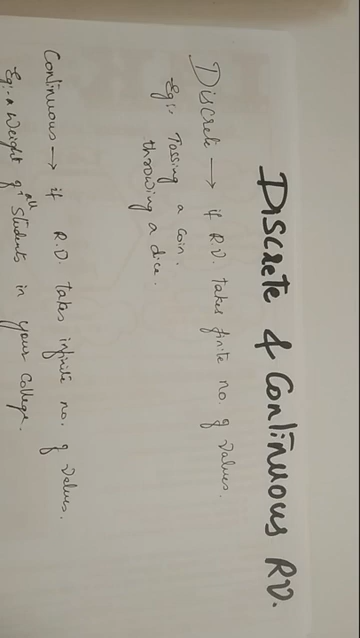 Discrete & Continuous RV.
Discrete → if R.V. takes finite no. of values.
Eg:- Tossing a coin.
throwing a dice.
Continuous → if R.V. takes infinite no. of values.
Eg:- a Weight of all Students in your College.